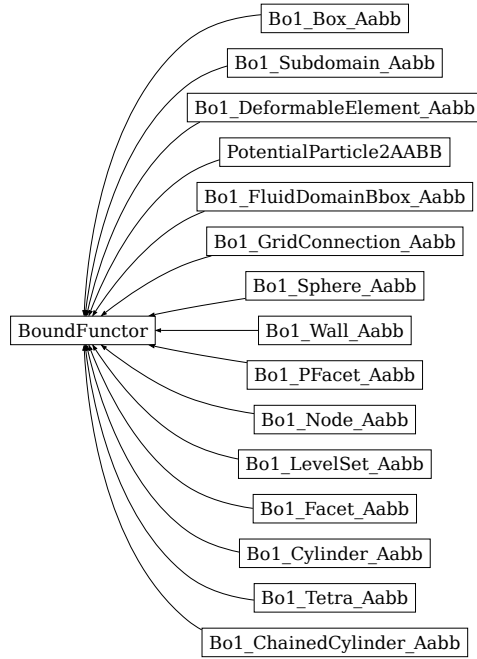 Bo1_Box_Aabb
Bo1_Subdomain_Aabb
Bo1_DeformableElement_Aabb
PotentialParticle2AABB
Bo1_FluidDomainBbox_Aabb
Bo1_GridConnection_Aabb
Bo1_Sphere_Aabb
BoundFunctor
Bo1_Wall_Aabb
Bo1_PFacet_Aabb
Bo1_Node_Aabb
Bo1_LevelSet_Aabb
Bo1_Facet_Aabb
Bo1_Cylinder_Aabb
Bo1_Tetra_Aabb
Bo1_ChainedCylinder_Aabb